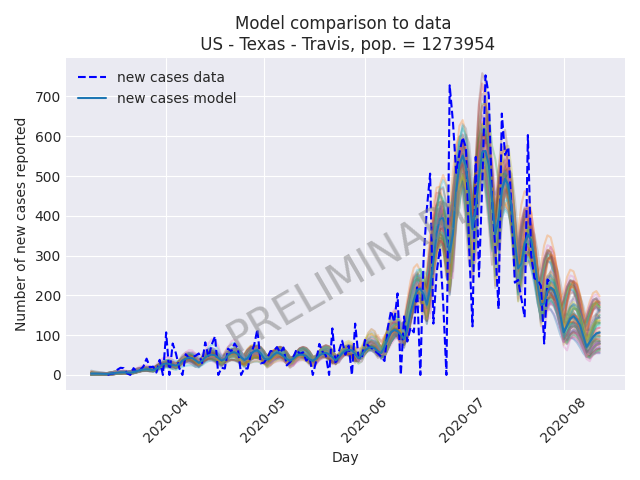 Model comparison to data
US - Texas - Travis, pop. = 1273954
new cases data
new cases model
Number of new cases reported
700
600
500
400
300
200
100
0
PRELIMINARY
2020-04
2020-05
2020-06
2020-07
2020-08
Day